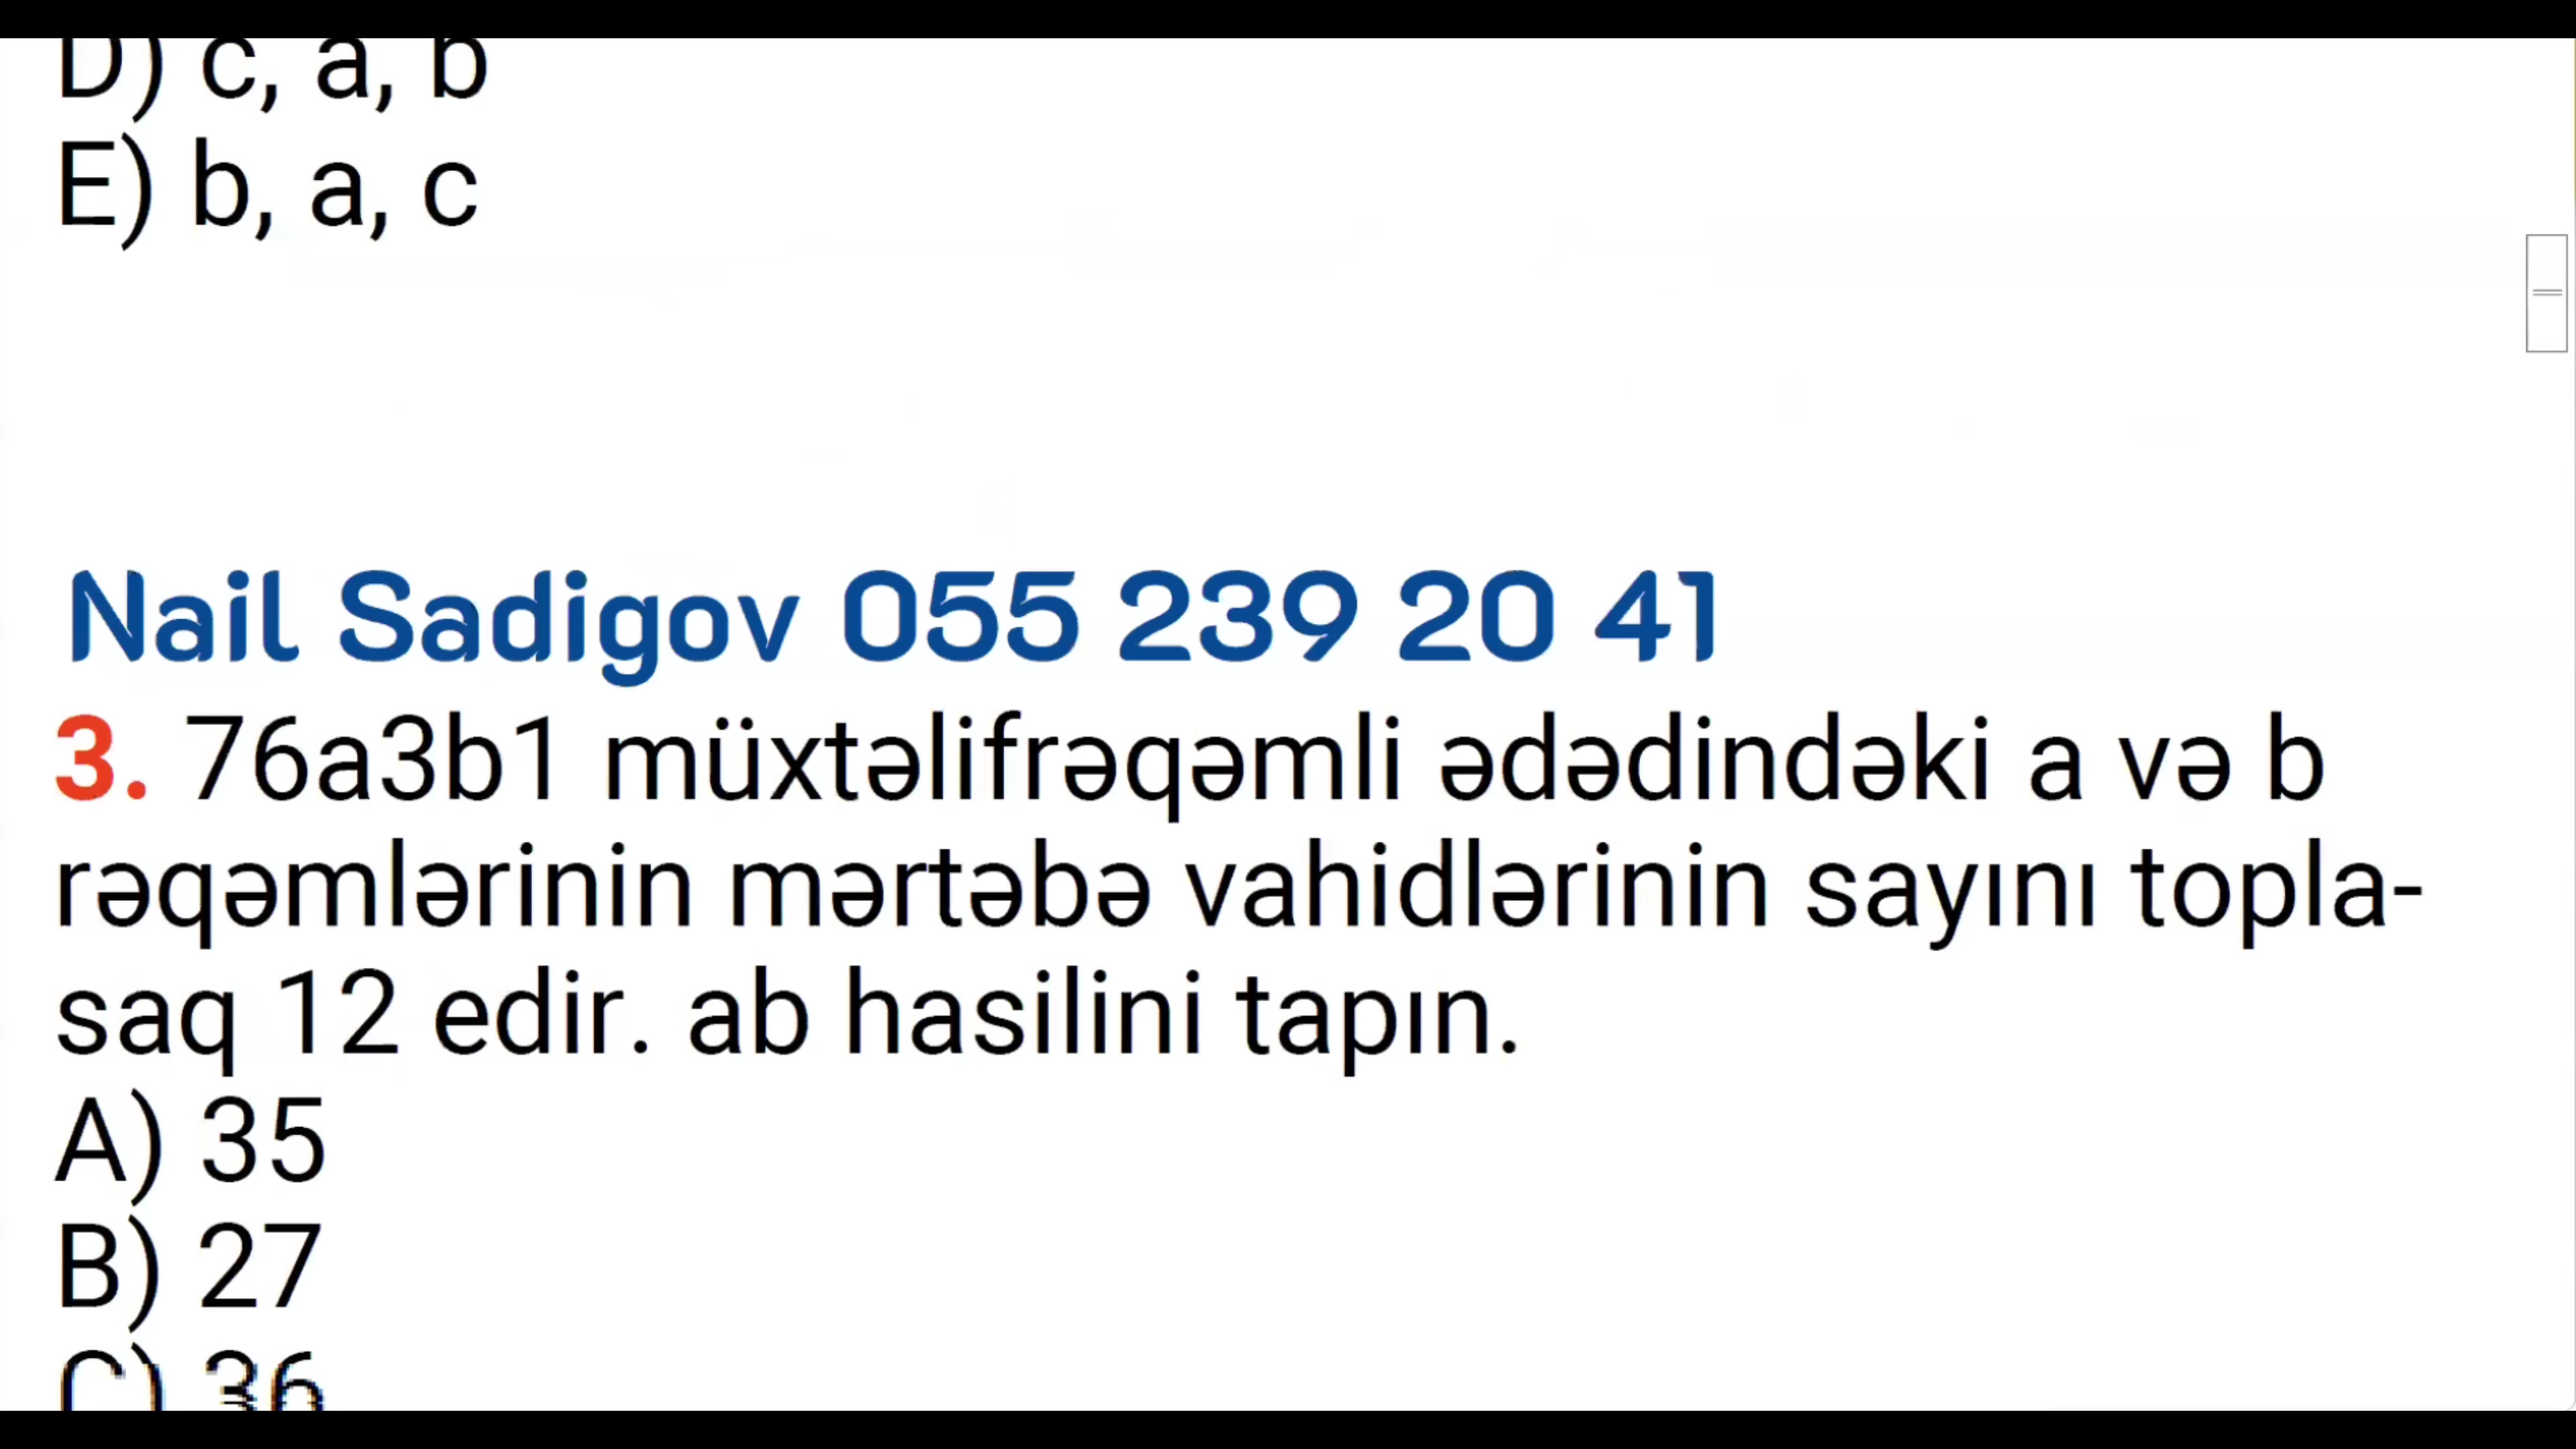 D) c, a, b
E) b, a, c
Nail Sadigov 055 239 20 41
3. 76a3b1 müxtəlifrəqəmli ədədindəki a və b
rəqəmlərinin mərtəbə vahidlərinin sayını topla-
saq 12 edir. ab hasilini tapın.
A) 35
B) 27
C) 36